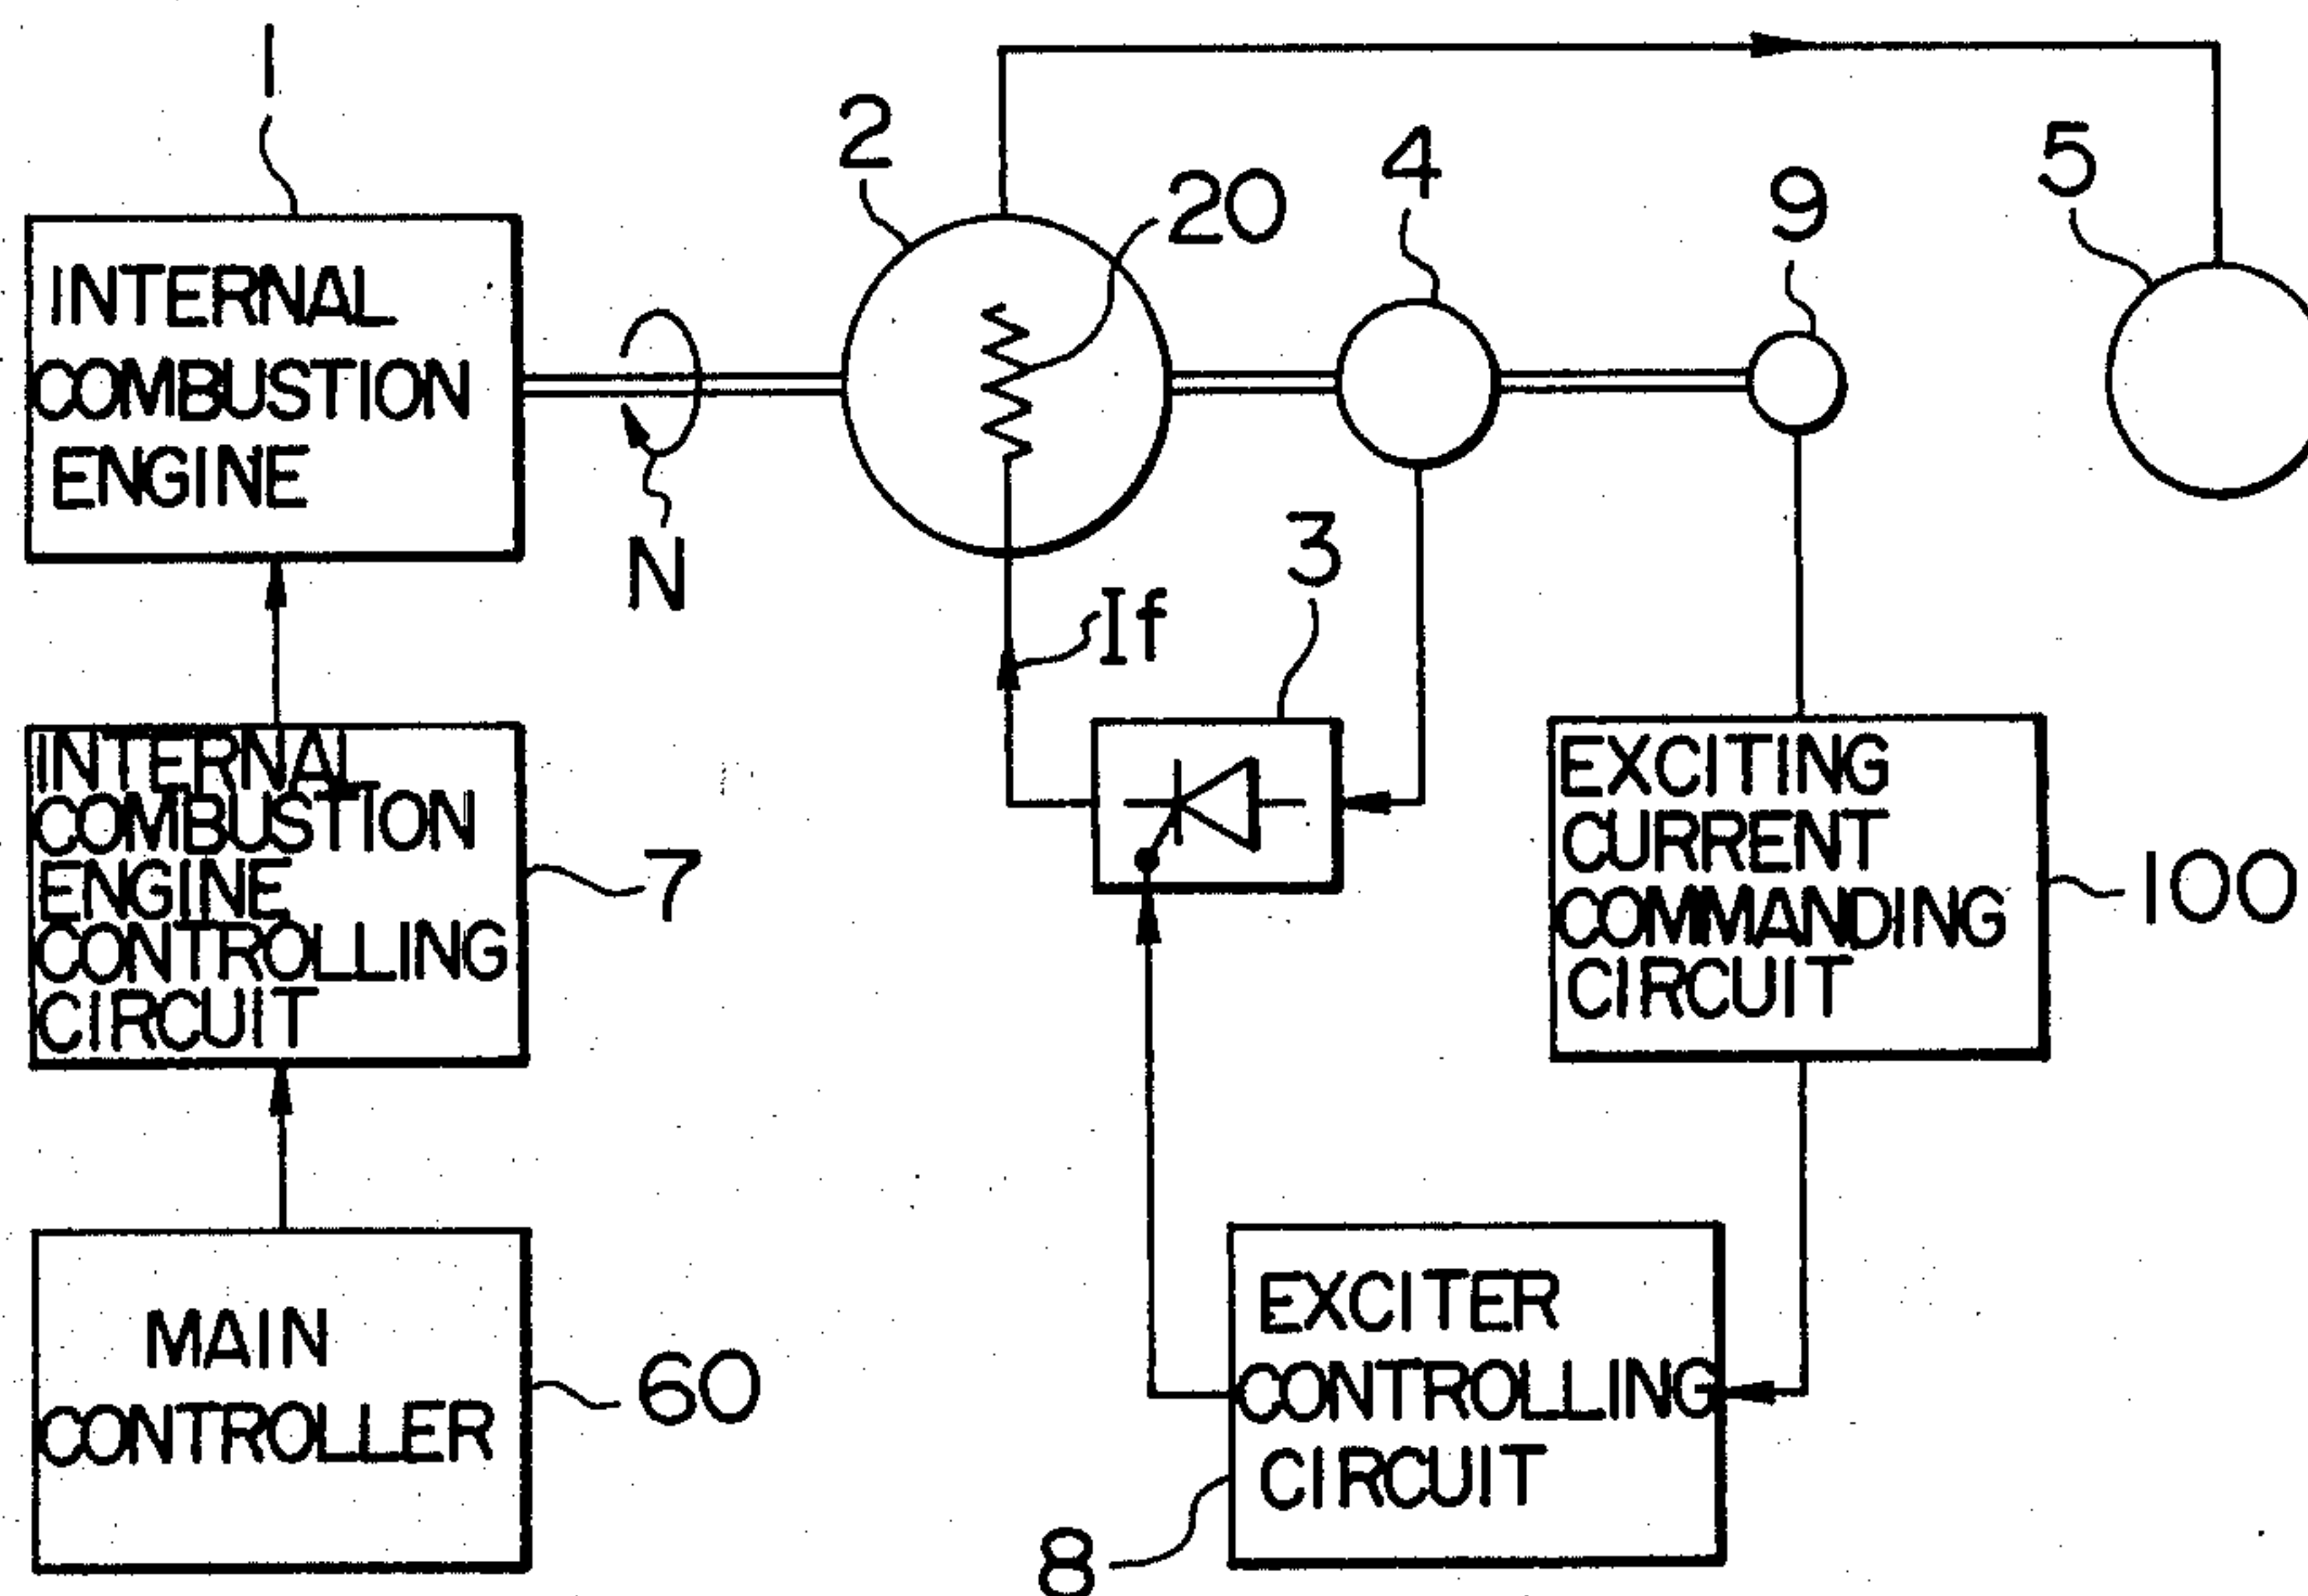 1
2
20
4
9
5
INTERNAL
COMBUSTION
ENGINE
N
If
3
INTERNAL
COMBUSTION
ENGINE
CONTROLLING
CIRCUIT
7
EXCITING
CURRENT
COMMANDING
CIRCUIT
100
MAIN
CONTROLLER
60
EXCITER
CONTROLLING
CIRCUIT
8